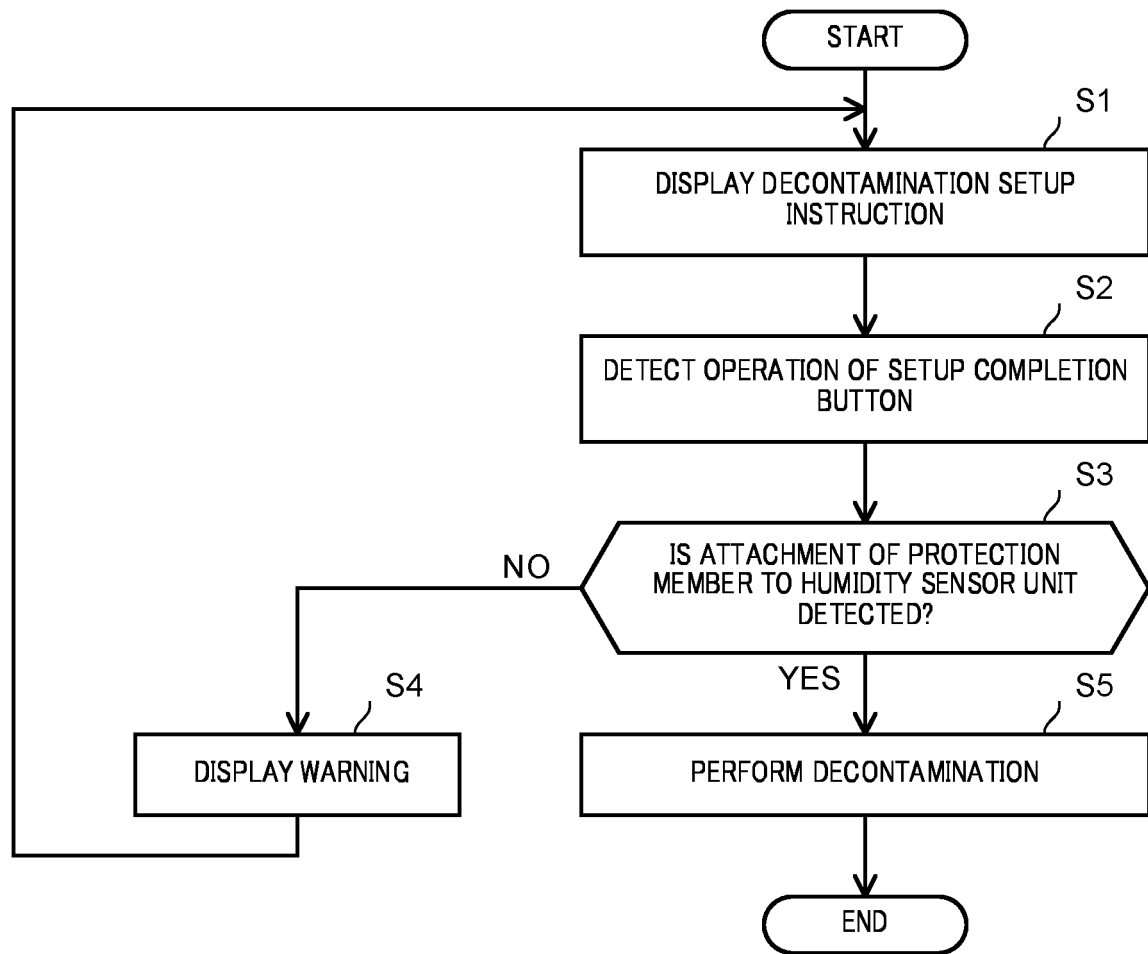 START
S1
DISPLAY DECONTAMINATION SETUP
INSTRUCTION
S2
DETECT OPERATION OF SETUP COMPLETION
BUTTON
S3
IS ATTACHMENT OF PROTECTION
MEMBER TO HUMIDITY SENSOR UNIT
DETECTED?
NO
YES
S4
DISPLAY WARNING
S5
PERFORM DECONTAMINATION
END